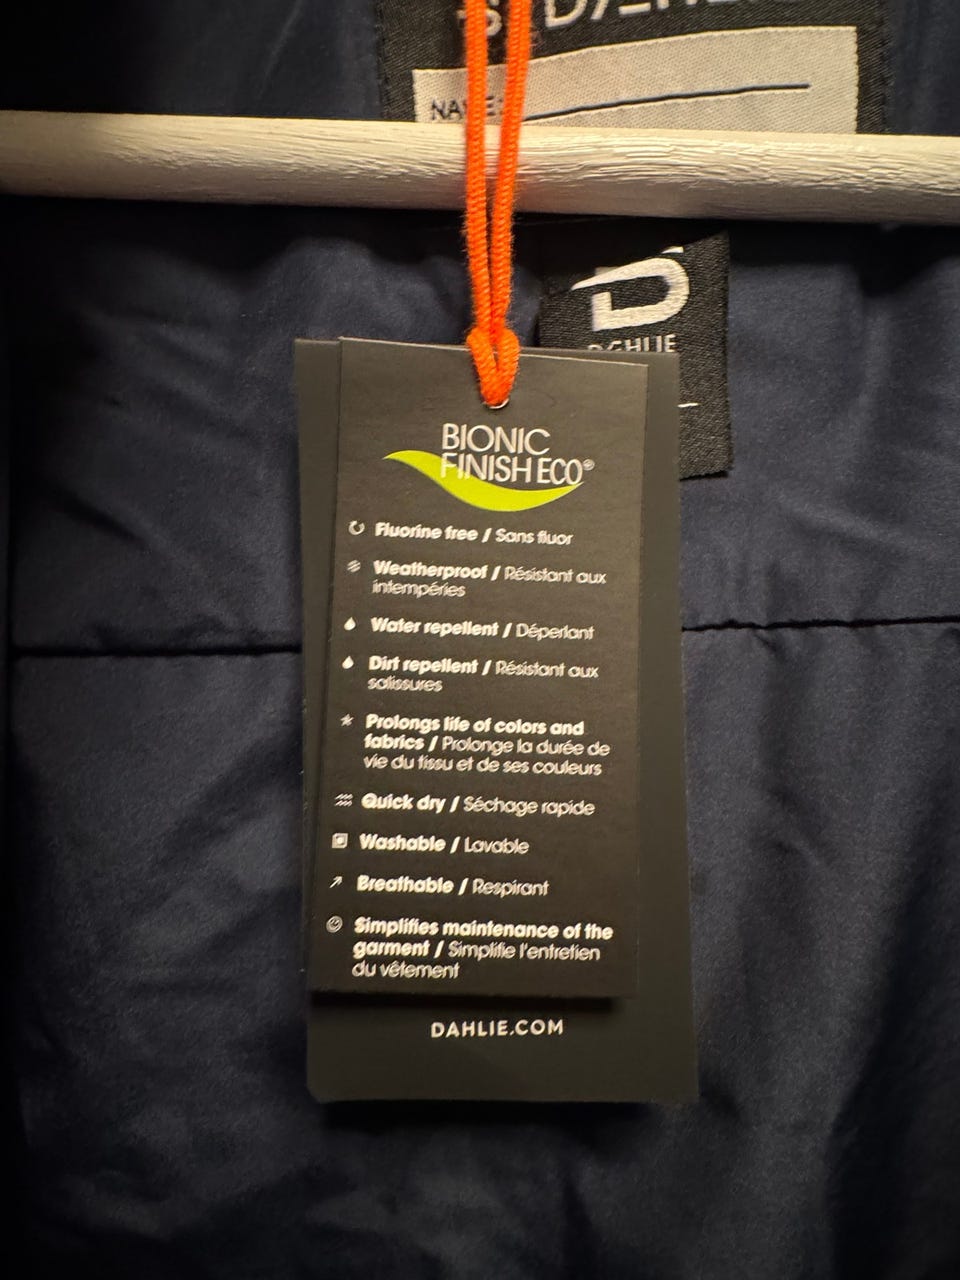 NAME:
DAHLIE
BIONIC
FINISH ECO®
Fluorine free / Sans fluor
Weatherproof / Résistant aux
intempéries
Water repellent / Déperlant
Dirt repellent / Résistant aux
salissures
Prolongs life of colors and
fabrics / Prolonge la durée de
vie du tissu et de ses couleurs
Quick dry / Séchage rapide
Washable / Lavable
Breathable / Respirant
Simplifies maintenance of the
garment / Simplifie l'entretien
du vêtement
DAHLIE.COM